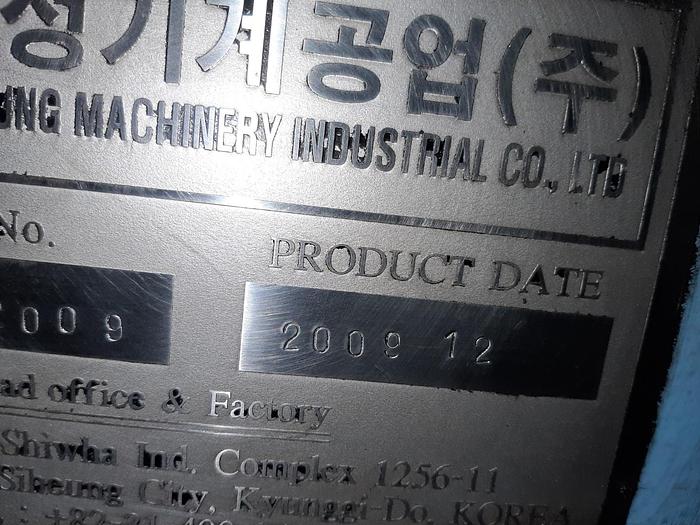 정기계공업(주)
UNG MACHINERY INDUSTRIAL CO., LTD
No.
PRODUCT DATE
009
2009 12
ad office & Factory
Shiwha Ind. Complex 1256-11
Siheung City, Kyunggi-Do, KOREA